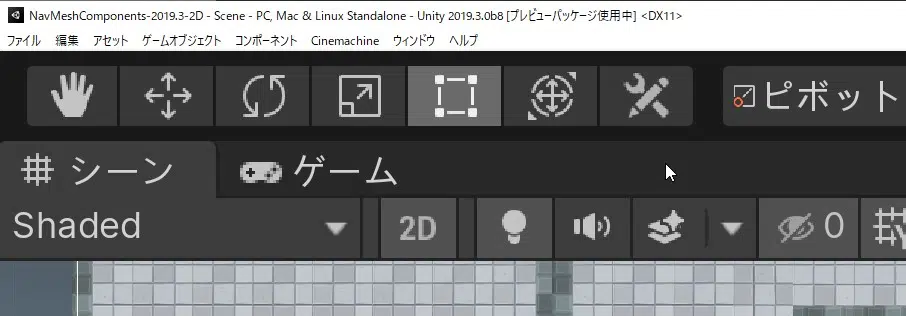 NavMeshComponents-2019.3-2D - Scene - PC, Mac & Linux Standalone - Unity 2019.3.0b8 [プレビューパッケージ使用中] <DX11>
ファイル 編集 アセット ゲームオブジェクト コンポーネント Cinemachine ウィンドウ ヘルプ
ピボット
シーン ゲーム
Shaded 2D 0